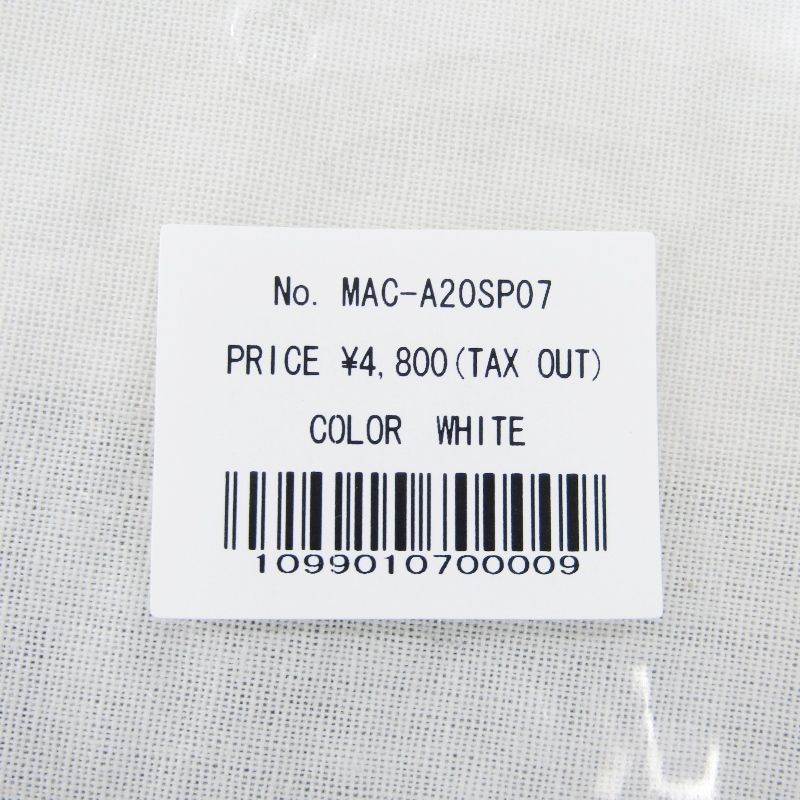 No. MAC-A20SP07
PRICE ¥4,800(TAX OUT)
COLOR WHITE
1099010700009